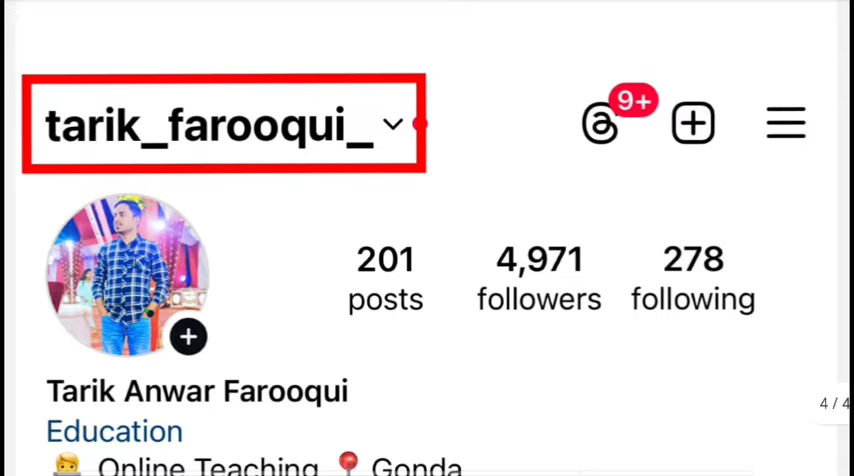 tarik_farooqui_
9+
201 4,971 278
posts followers following
Tarik Anwar Farooqui
Education
4 / 4
Online Teaching Gonda